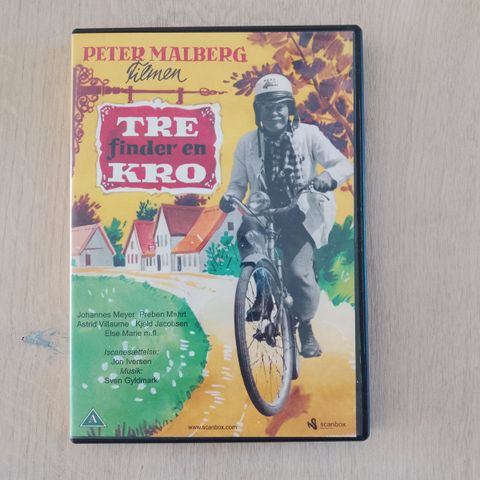 PETER MALBERG
Filmen
TRE
finder en
KRO
Johannes Meyer Preben Mahrt
Astrid Villaume Kjeld Jacobsen
Else Marie m.fl.
Iscenesættelse:
Jon Iversen
Musik:
Sven Gyldmark
A
www.scanbox.com
scanbox